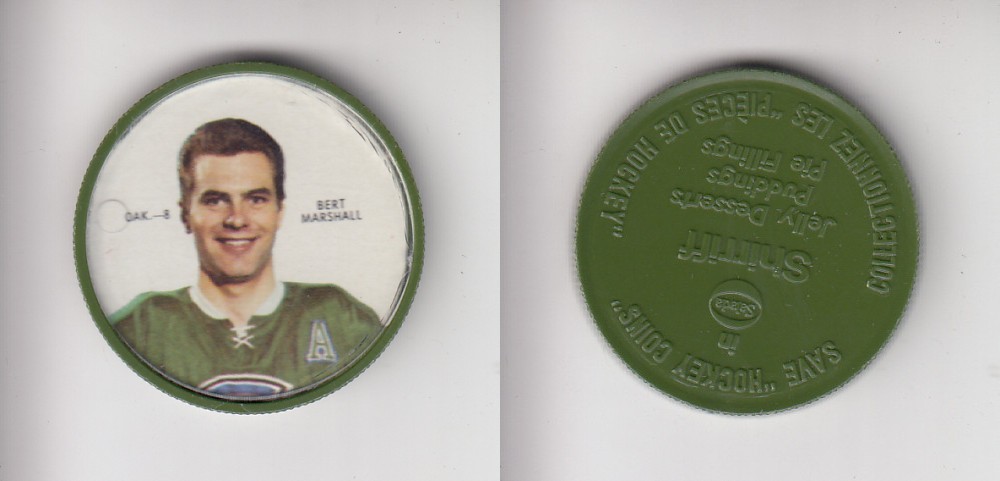 OAK.—8
BERT
MARSHALL
A
SAVE "HOCKEY COINS"
in
Salada
Shirriff
Jelly, Desserts
Puddings
Pie Fillings
COLLECTIONNEZ LES "PIÈCES DE HOCKEY"